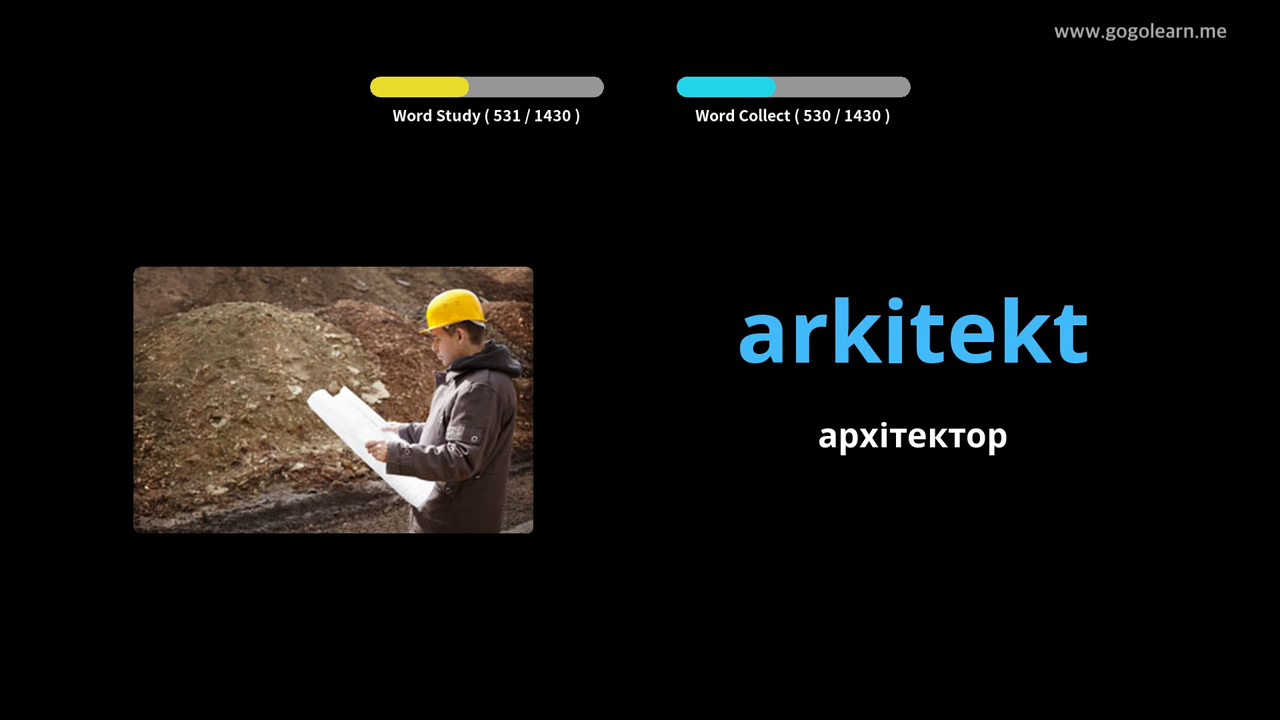 www.gogolearn.me
Word Study ( 531 / 1430 )
Word Collect ( 530 / 1430 )
arkitekt
архітектор